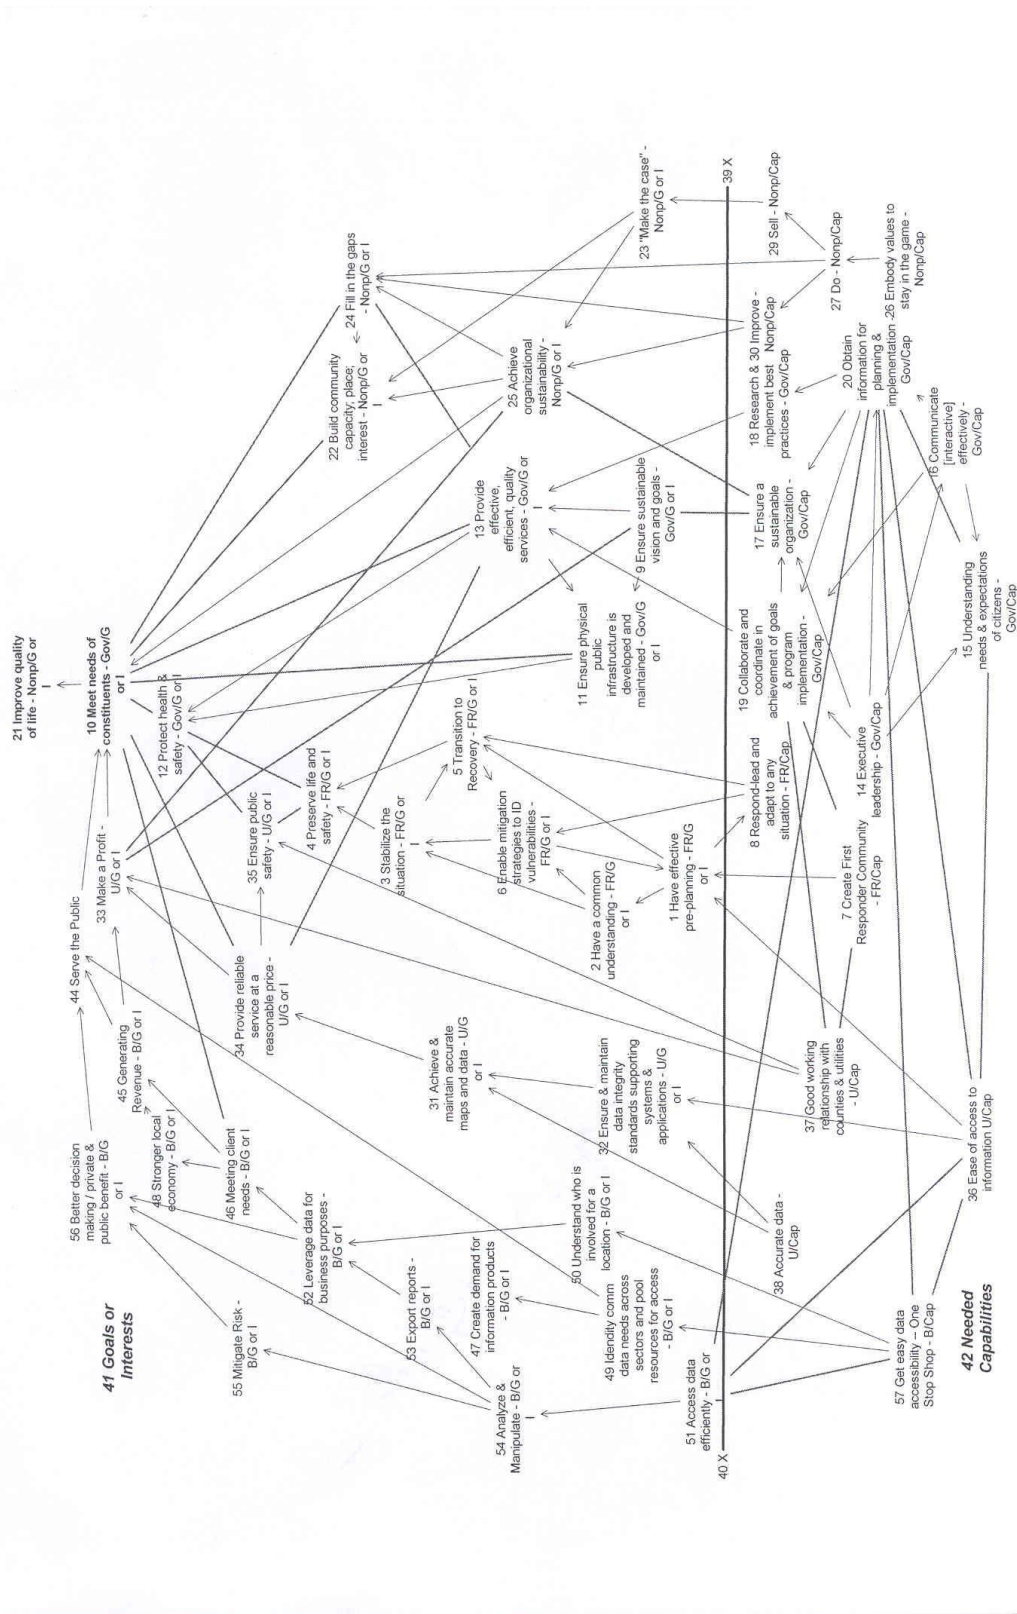 21 Improve quality
of life - Nonp/G or
I
10 Meet needs of
constituents - Gov/G
or I
44 Serve the Public
33 Make a Profit -
U/G or I
56 Better decision
making / private &
public benefit - B/G
or I
45 Generating
Revenue - B/G or I
48 Stronger local
economy - B/G or I
41 Goals or
Interests
12 Protect health &
safety - Gov/G or I
46 Meeting client
needs - B/G or I
55 Mitigate Risk -
B/G or I
34 Provide reliable
service at a
reasonable price -
U/G or I
35 Ensure public
safety - U/G or I
4 Preserve life and
safety - FR/G or I
22 Build community
capacity; place;
interest - Nonp/G or
I
24 Fill in the gaps
- Nonp/G or I
52 Leverage data for
business purposes -
B/G or I
3 Stabilize the
situation - FR/G or
I
53 Export reports -
B/G or I
31 Achieve &
maintain accurate
maps and data - U/G
or I
5 Transition to
Recovery - FR/G or I
47 Create demand for
information products
- B/G or I
13 Provide
effective,
efficient, quality
services - Gov/G or
I
25 Achieve
organizational
sustainability -
Nonp/G or I
54 Analyze &
Manipulate - B/G or
I
6 Enable mitigation
strategies to ID
vulnerabilities -
FR/G or I
50 Understand who is
involved for a
location - B/G or I
11 Ensure physical
public
infrastructure is
developed and
maintained - Gov/G
or I
2 Have a common
understanding - FR/G
or I
32 Ensure & maintain
data integrity
standards supporting
systems &
applications - U/G
or I
49 Idendity comm
data needs across
sectors and pool
resources for access
- B/G or I
9 Ensure sustainable
vision and goals -
Gov/G or I
23 "Make the case" -
Nonp/G or I
1 Have effective
pre-planning - FR/G
or I
51 Access data
efficiently - B/G or
I
40 X
39 X
38 Accurate data -
U/Cap
37 Good working
relationship with
counties & utilities
- U/Cap
8 Respond-lead and
adapt to any
situation - FR/Cap
19 Collaborate and
coordinate in
achievement of goals
& program
implementation -
Gov/Cap
17 Ensure a
sustainable
organization -
Gov/Cap
18 Research &
implement best
practices - Gov/Cap
30 Improve -
Nonp/Cap
29 Sell - Nonp/Cap
27 Do - Nonp/Cap
7 Create First
Responder Community
- FR/Cap
14 Executive
leadership - Gov/Cap
20 Obtain
information for
planning &
implementation -
Gov/Cap
26 Embody values to
stay in the game -
Nonp/Cap
57 Get easy data
accessibility – One
Stop Shop - B/Cap
16 Communicate
[interactive]
effectively -
Gov/Cap
42 Needed
Capabilities
36 Ease of access to
information U/Cap
15 Understanding
needs & expectations
of citizens -
Gov/Cap